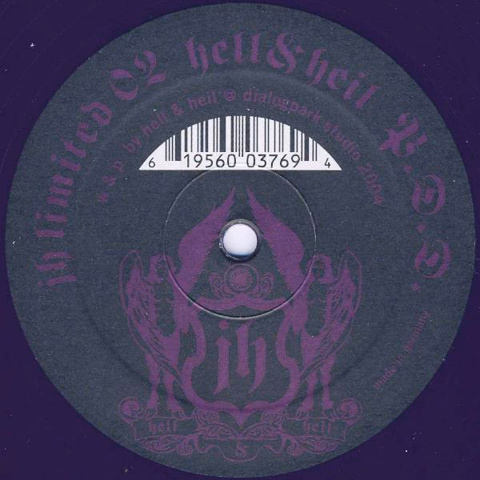 ih limited 02 hell & heil P.O.D.
w & p by hell & heil @ dialogpark studio 2004
6 19560 03769 4
ih
hell & heil
made in germany